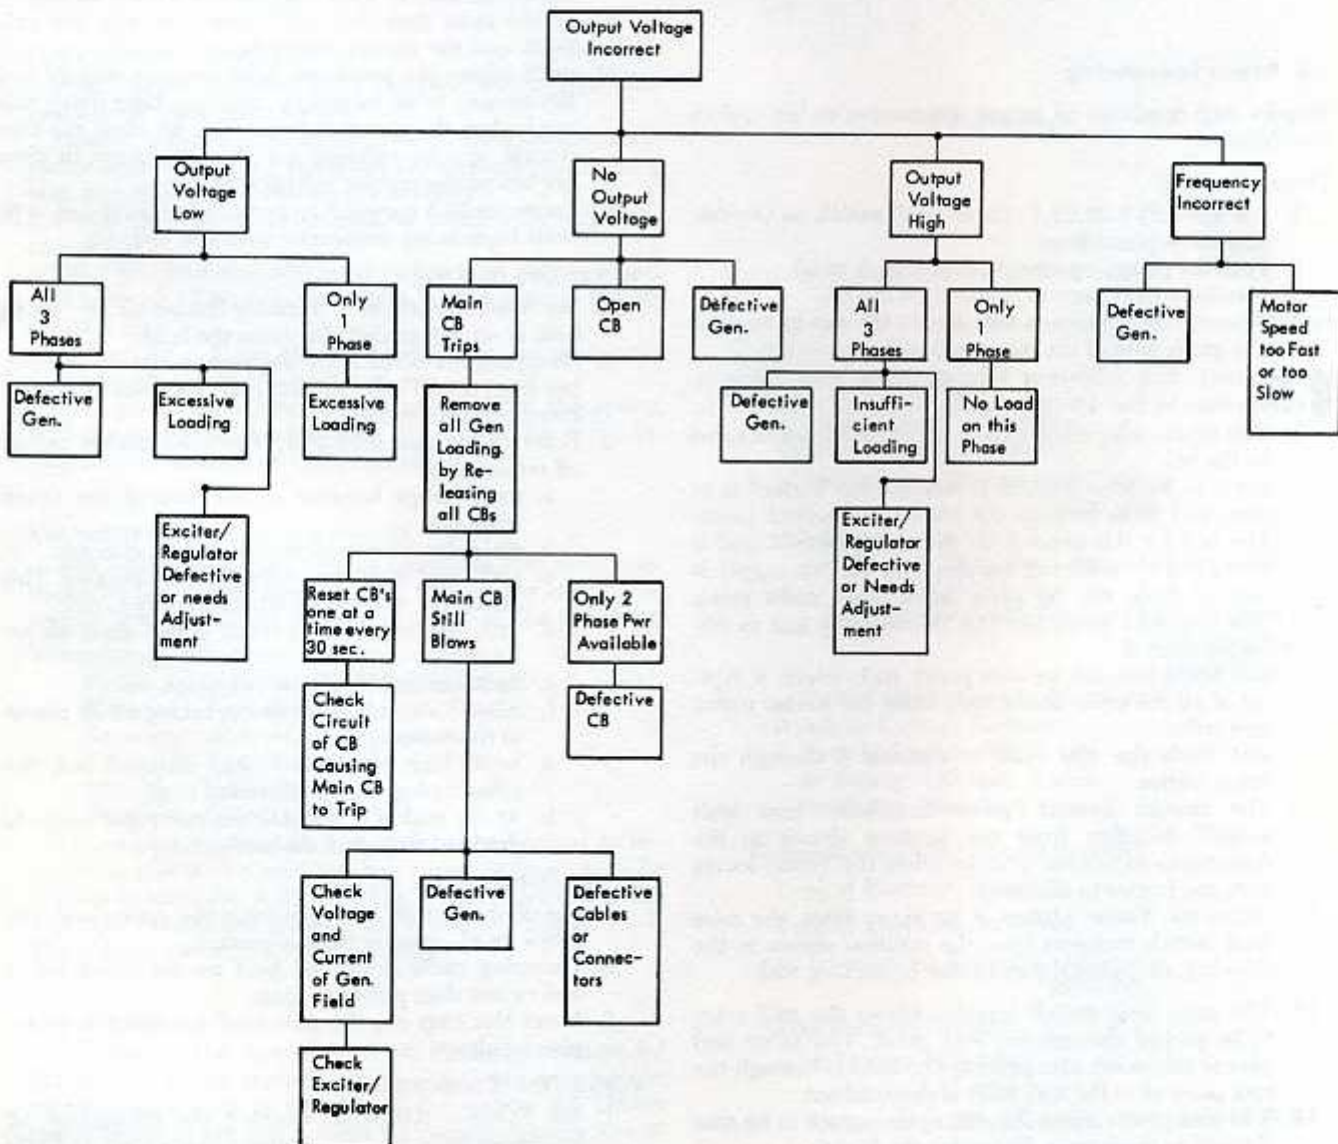 Output Voltage
Incorrect
Output
Voltage
Low
No
Output
Voltage
Output
Voltage
High
Frequency
Incorrect
All
3
Phases
Only
1
Phase
Main
CB
Trips
Open
CB
Defective
Gen.
All
3
Phases
Only
1
Phase
Defective
Gen.
Motor
Speed
too Fast
or too
Slow
Defective
Gen.
Excessive
Loading
Excessive
Loading
Remove
all Gen
Loading.
by Re-
leasing
all CBs
Defective
Gen.
Insuffi-
cient
Loading
No Load
on this
Phase
Exciter/
Regulator
Defective
or needs
Adjust-
ment
Exciter/
Regulator
Defective
or Needs
Adjust-
ment
Reset CB's
one at a
time every
30 sec.
Main CB
Still
Blows
Only 2
Phase Pwr
Available
Check
Circuit
of CB
Causing
Main CB
to Trip
Defective
CB
Check
Voltage
and
Current
of Gen.
Field
Defective
Gen.
Defective
Cables
or
Connec-
tors
Check
Exciter/
Regulator